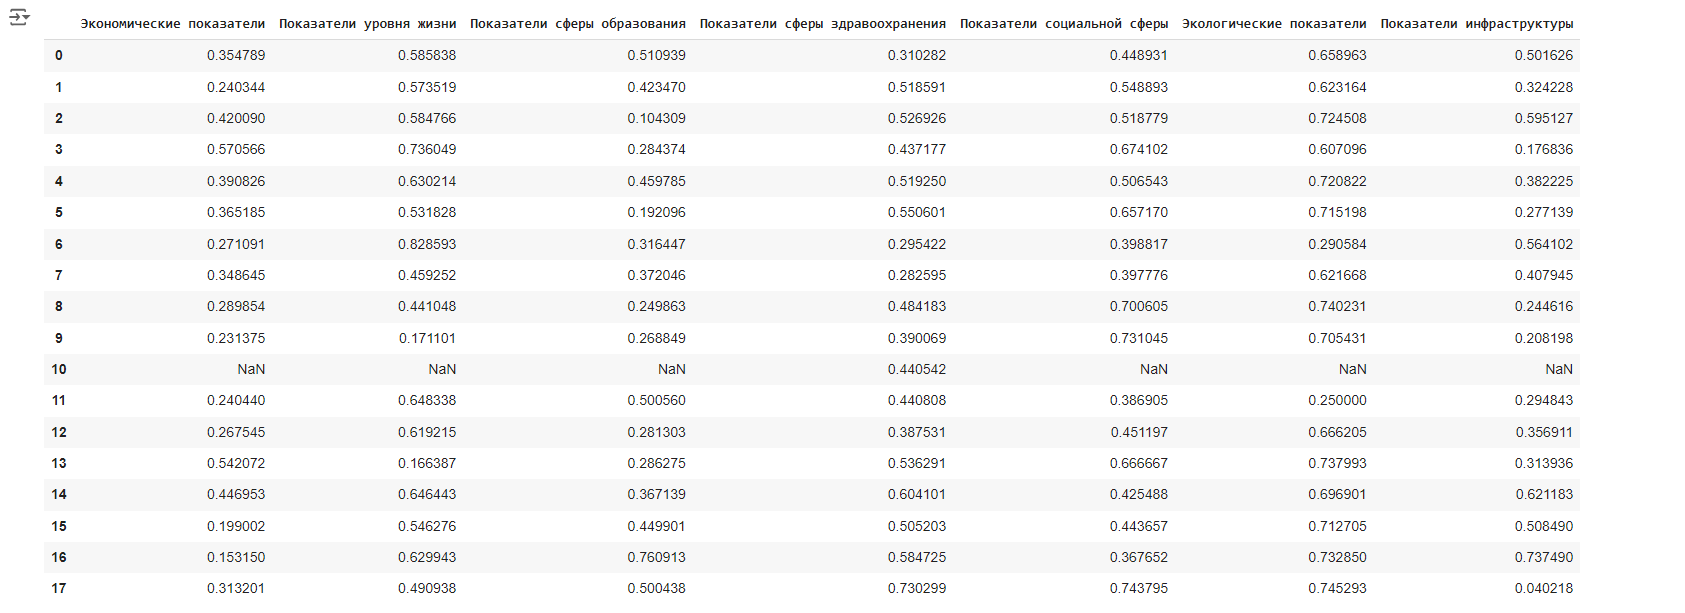 Экономические показатели Показатели уровня жизни Показатели сферы образования Показатели сферы здравоохранения Показатели социальной сферы Экологические показатели Показатели инфраструктуры
0 0.354789 0.585838 0.510939 0.310282 0.448931 0.658963 0.501626
1 0.240344 0.573519 0.423470 0.518591 0.548893 0.623164 0.324228
2 0.420090 0.584766 0.104309 0.526926 0.518779 0.724508 0.595127
3 0.570566 0.736049 0.284374 0.437177 0.674102 0.607096 0.176836
4 0.390826 0.630214 0.459785 0.519250 0.506543 0.720822 0.382225
5 0.365185 0.531828 0.192096 0.550601 0.657170 0.715198 0.277139
6 0.271091 0.828593 0.316447 0.295422 0.398817 0.290584 0.564102
7 0.348645 0.459252 0.372046 0.282595 0.397776 0.621668 0.407945
8 0.289854 0.441048 0.249863 0.484183 0.700605 0.740231 0.244616
9 0.231375 0.171101 0.268849 0.390069 0.731045 0.705431 0.208198
10 NaN NaN NaN 0.440542 NaN NaN NaN
11 0.240440 0.648338 0.500560 0.440808 0.386905 0.250000 0.294843
12 0.267545 0.619215 0.281303 0.387531 0.451197 0.666205 0.356911
13 0.542072 0.166387 0.286275 0.536291 0.666667 0.737993 0.313936
14 0.446953 0.646443 0.367139 0.604101 0.425488 0.696901 0.621183
15 0.199002 0.546276 0.449901 0.505203 0.443657 0.712705 0.508490
16 0.153150 0.629943 0.760913 0.584725 0.367652 0.732850 0.737490
17 0.313201 0.490938 0.500438 0.730299 0.743795 0.745293 0.040218